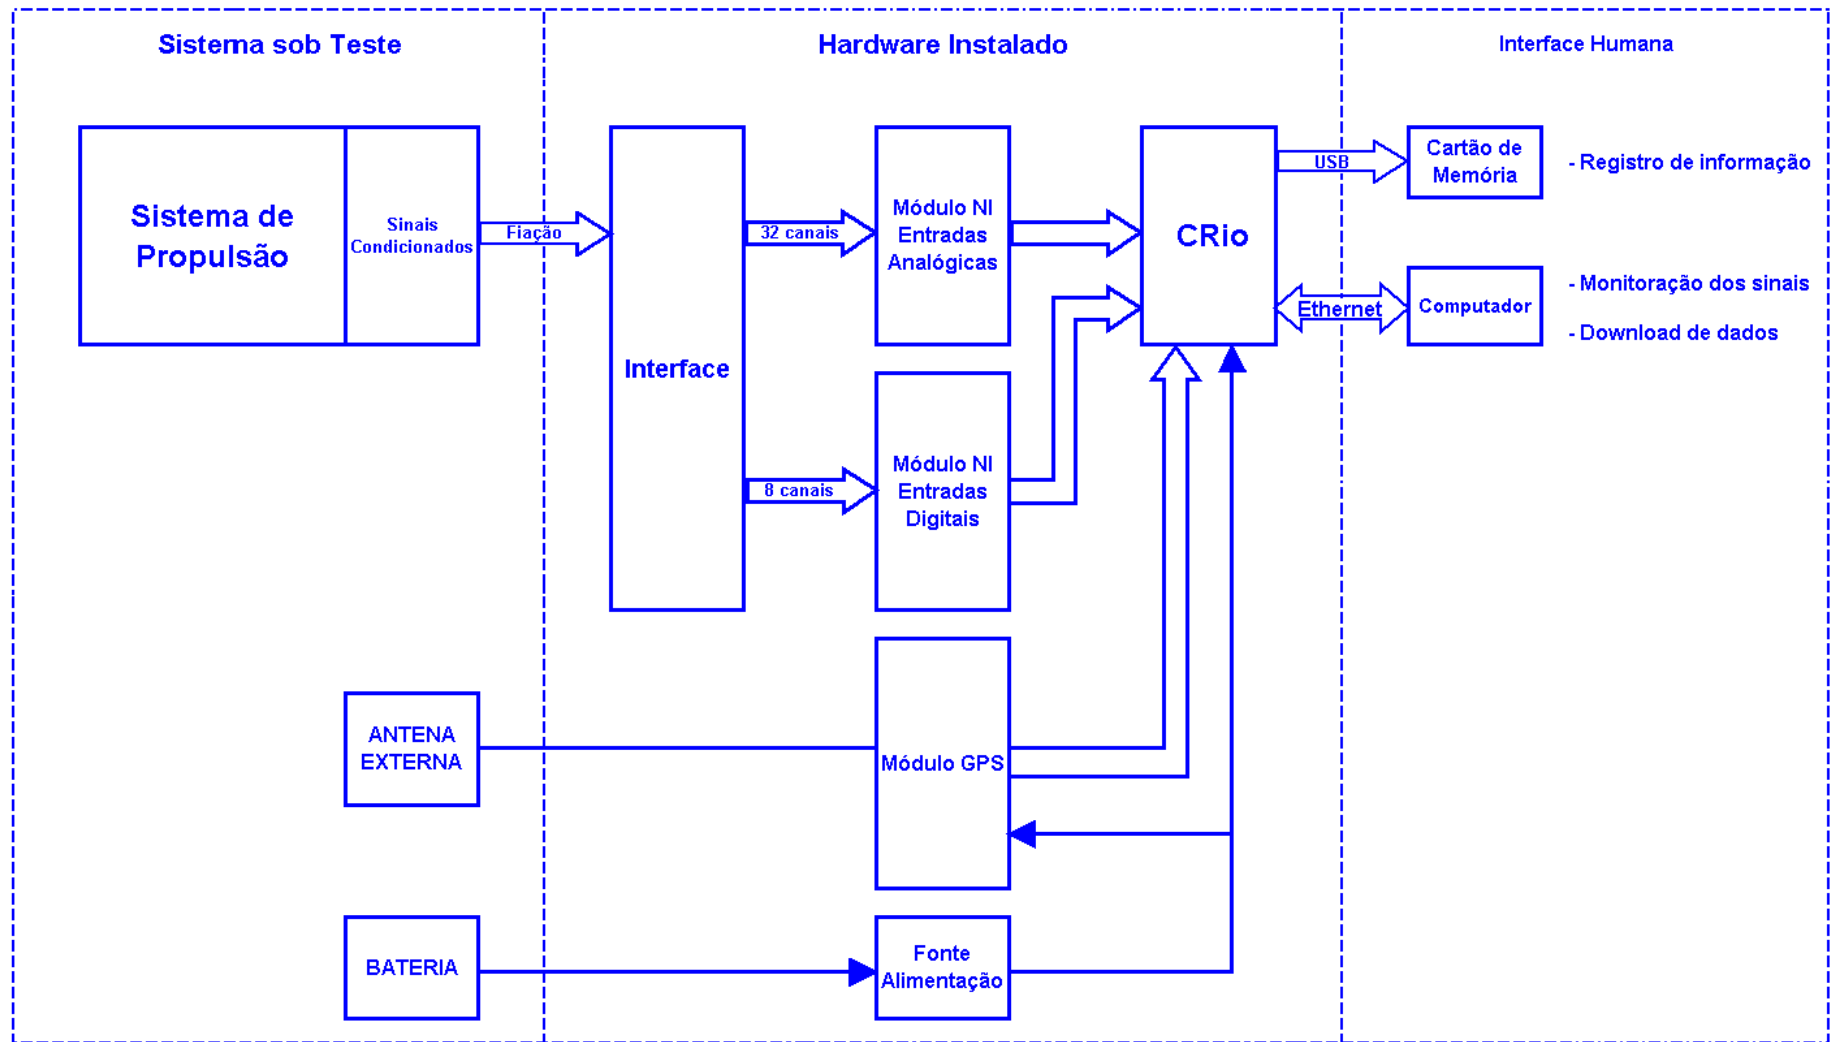 Sistema sob Teste
Hardware Instalado
Interface Humana
Sistema de
Propulsão
Sinais
Condicionados
Fiação
Interface
32 canais
Módulo NI
Entradas
Analógicas
CRio
USB
Cartão de
Memória
- Registro de informação
Ethernet
Computador
- Monitoração dos sinais
- Download de dados
8 canais
Módulo NI
Entradas
Digitais
ANTENA
EXTERNA
Módulo GPS
BATERIA
Fonte
Alimentação